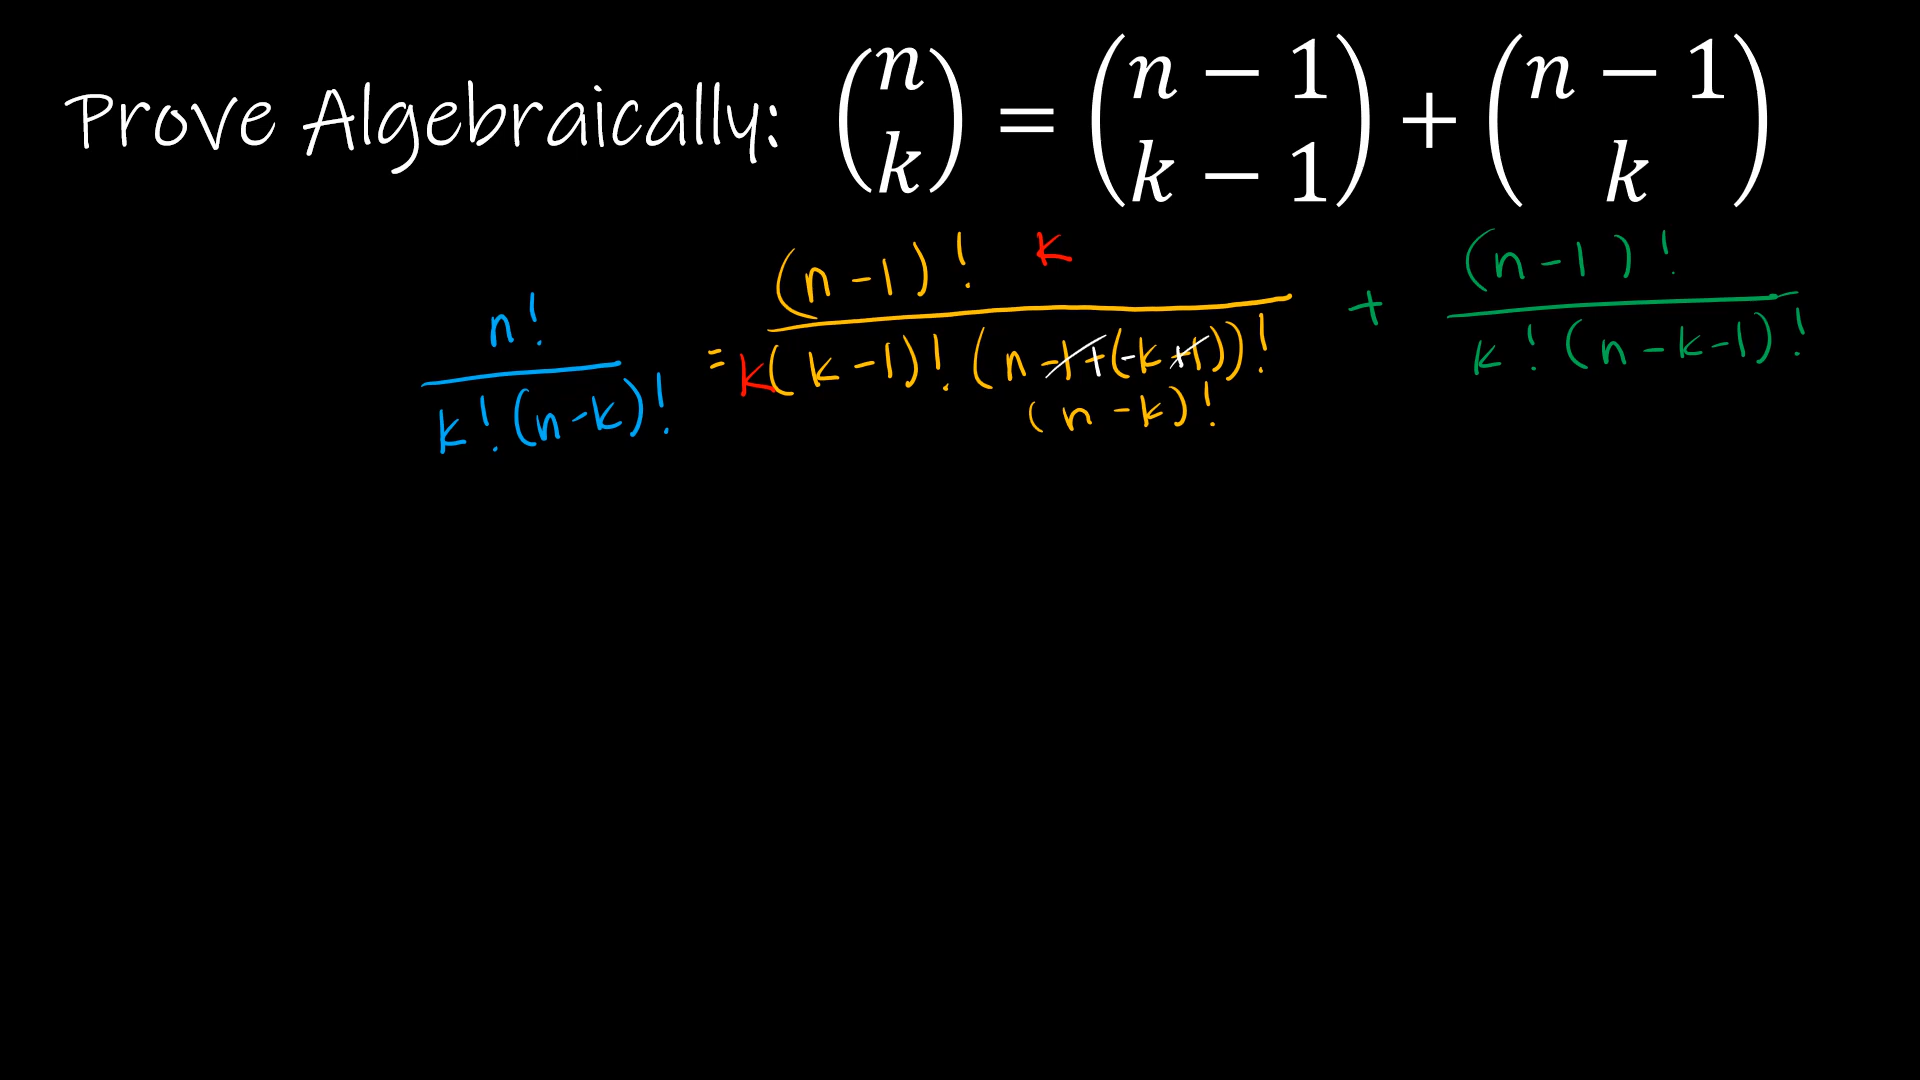 Prove Algebraically: (n k) = (n − 1 k − 1) + (n − 1 k)
n! / k!(n-k)! = (n-1)! k / k(k-1)!(n-1+(-k+1))! + (n-1)! / k!(n-k-1)!
(n-k)!